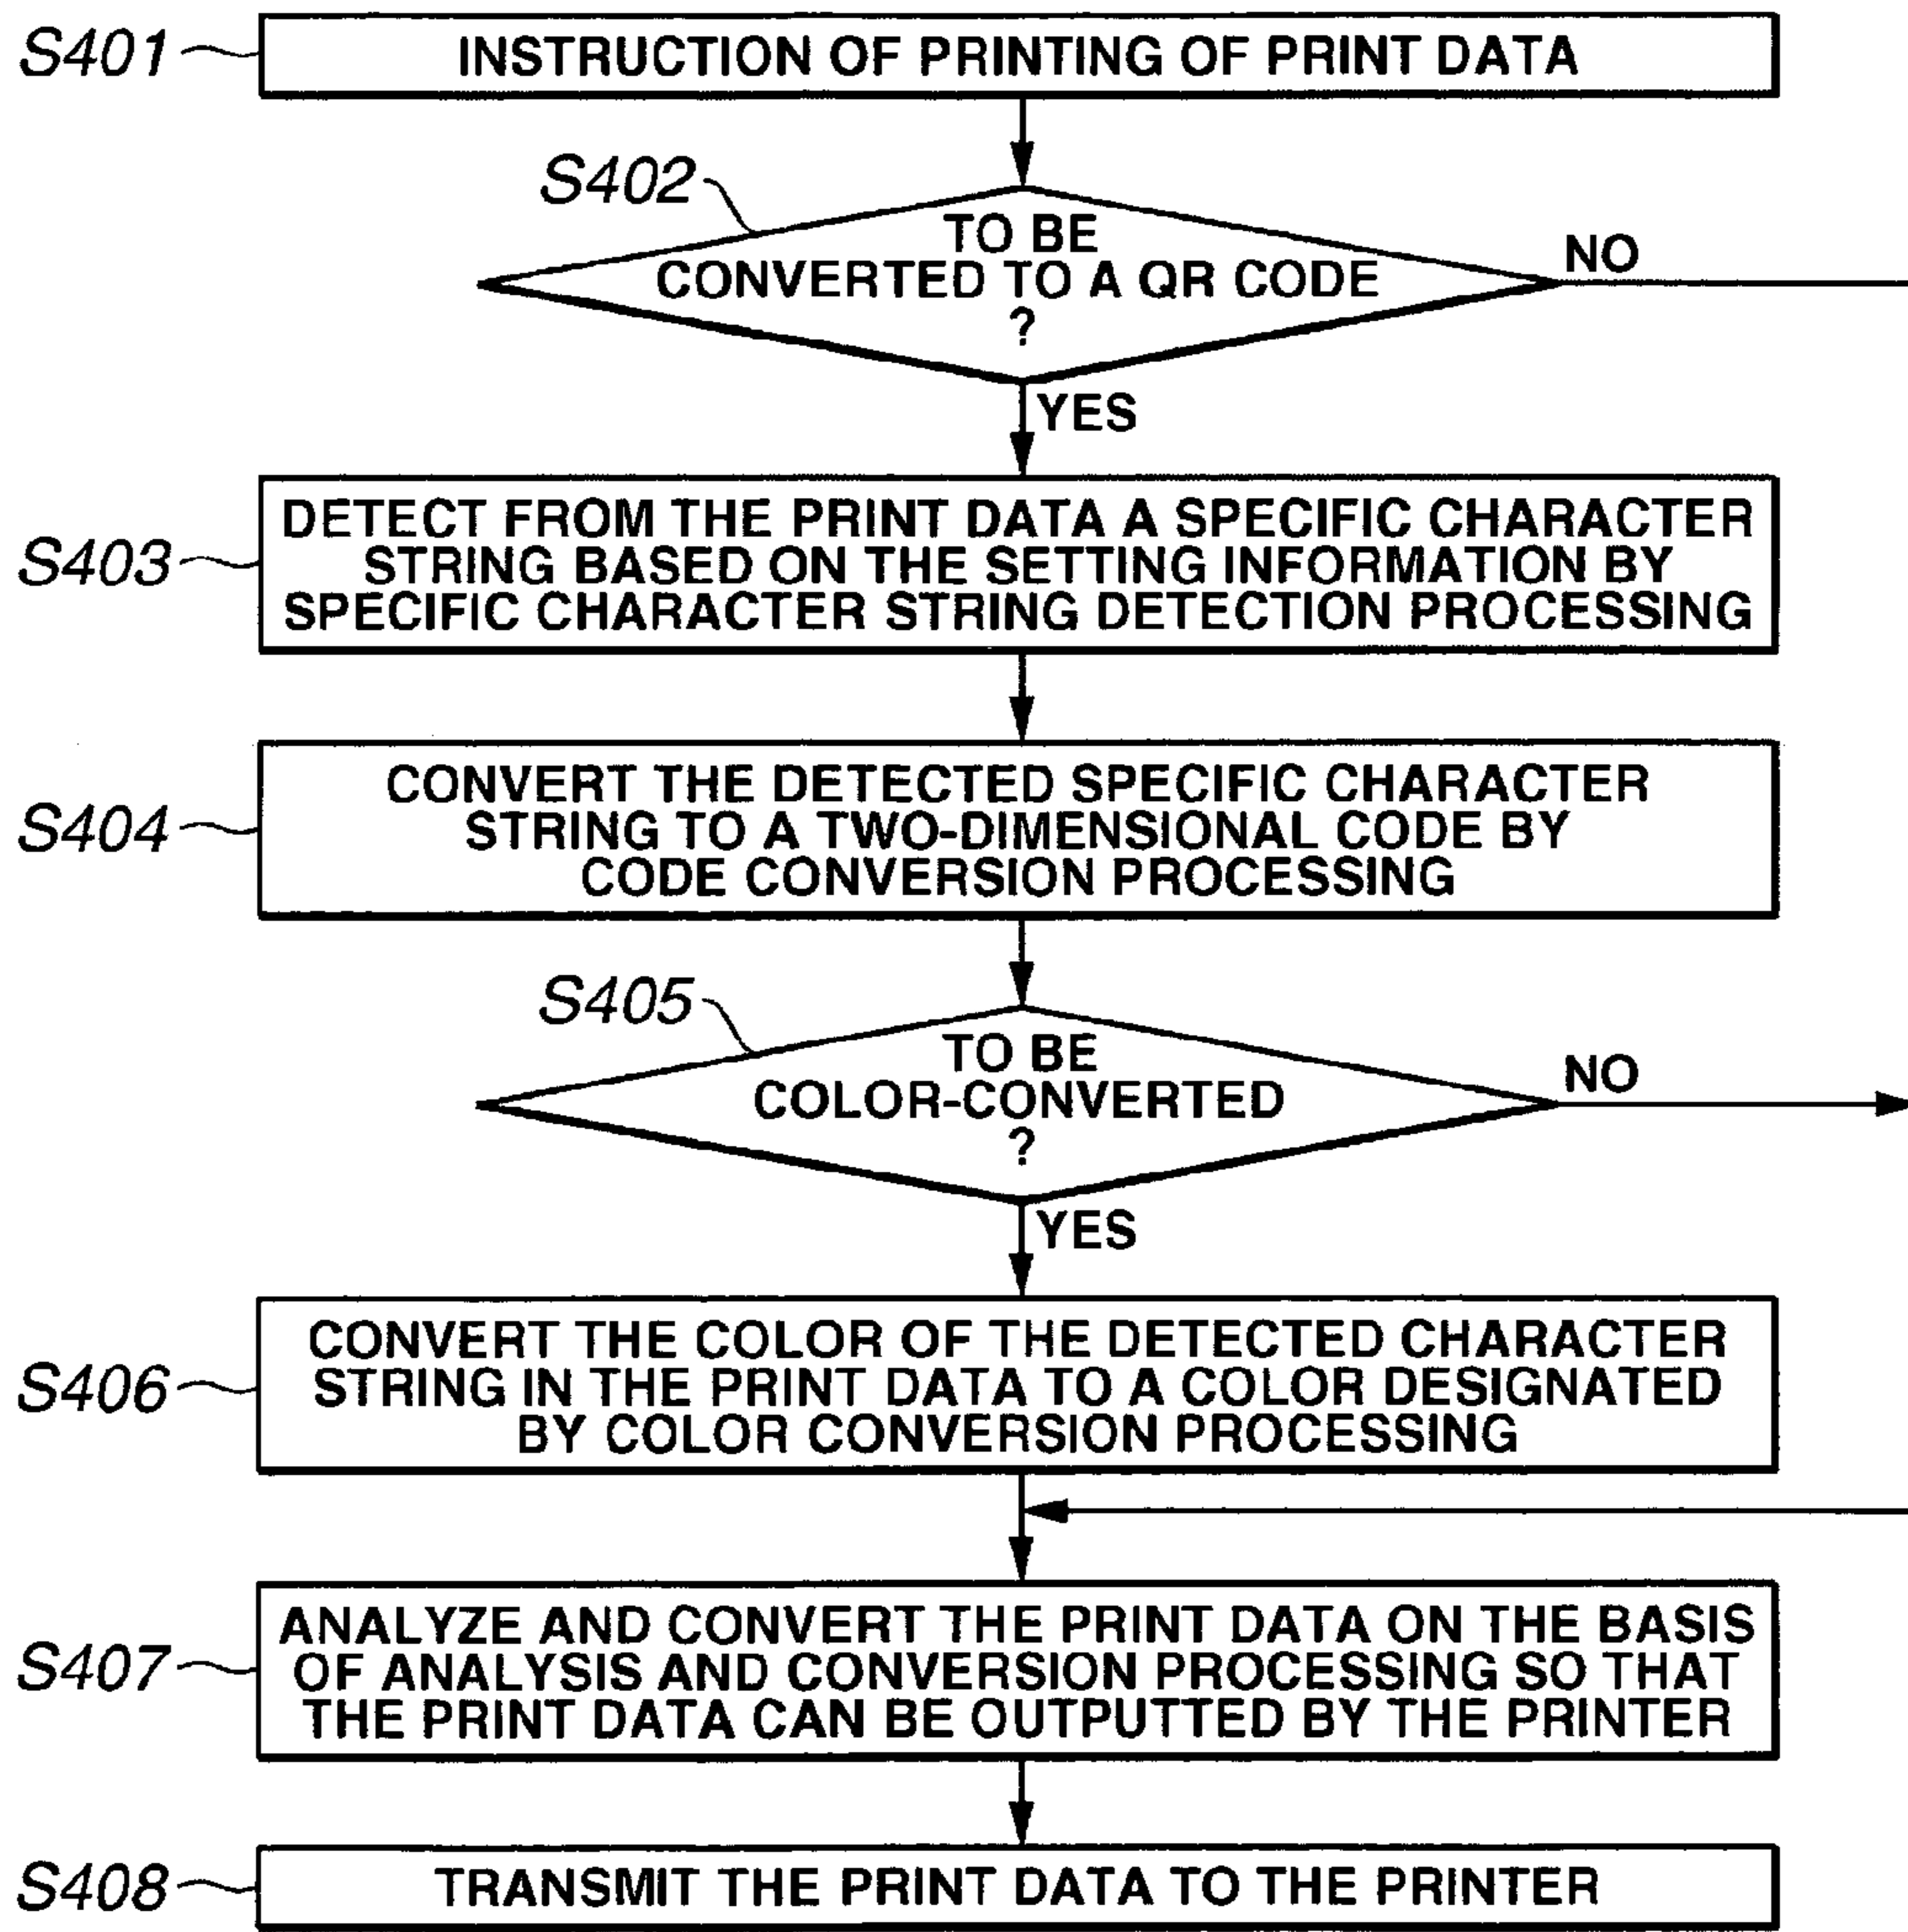 S401
INSTRUCTION OF PRINTING OF PRINT DATA
S402
TO BE
CONVERTED TO A QR CODE
?
NO
YES
S403
DETECT FROM THE PRINT DATA A SPECIFIC CHARACTER
STRING BASED ON THE SETTING INFORMATION BY
SPECIFIC CHARACTER STRING DETECTION PROCESSING
S404
CONVERT THE DETECTED SPECIFIC CHARACTER
STRING TO A TWO-DIMENSIONAL CODE BY
CODE CONVERSION PROCESSING
S405
TO BE
COLOR-CONVERTED
?
NO
YES
S406
CONVERT THE COLOR OF THE DETECTED CHARACTER
STRING IN THE PRINT DATA TO A COLOR DESIGNATED
BY COLOR CONVERSION PROCESSING
S407
ANALYZE AND CONVERT THE PRINT DATA ON THE BASIS
OF ANALYSIS AND CONVERSION PROCESSING SO THAT
THE PRINT DATA CAN BE OUTPUTTED BY THE PRINTER
S408
TRANSMIT THE PRINT DATA TO THE PRINTER